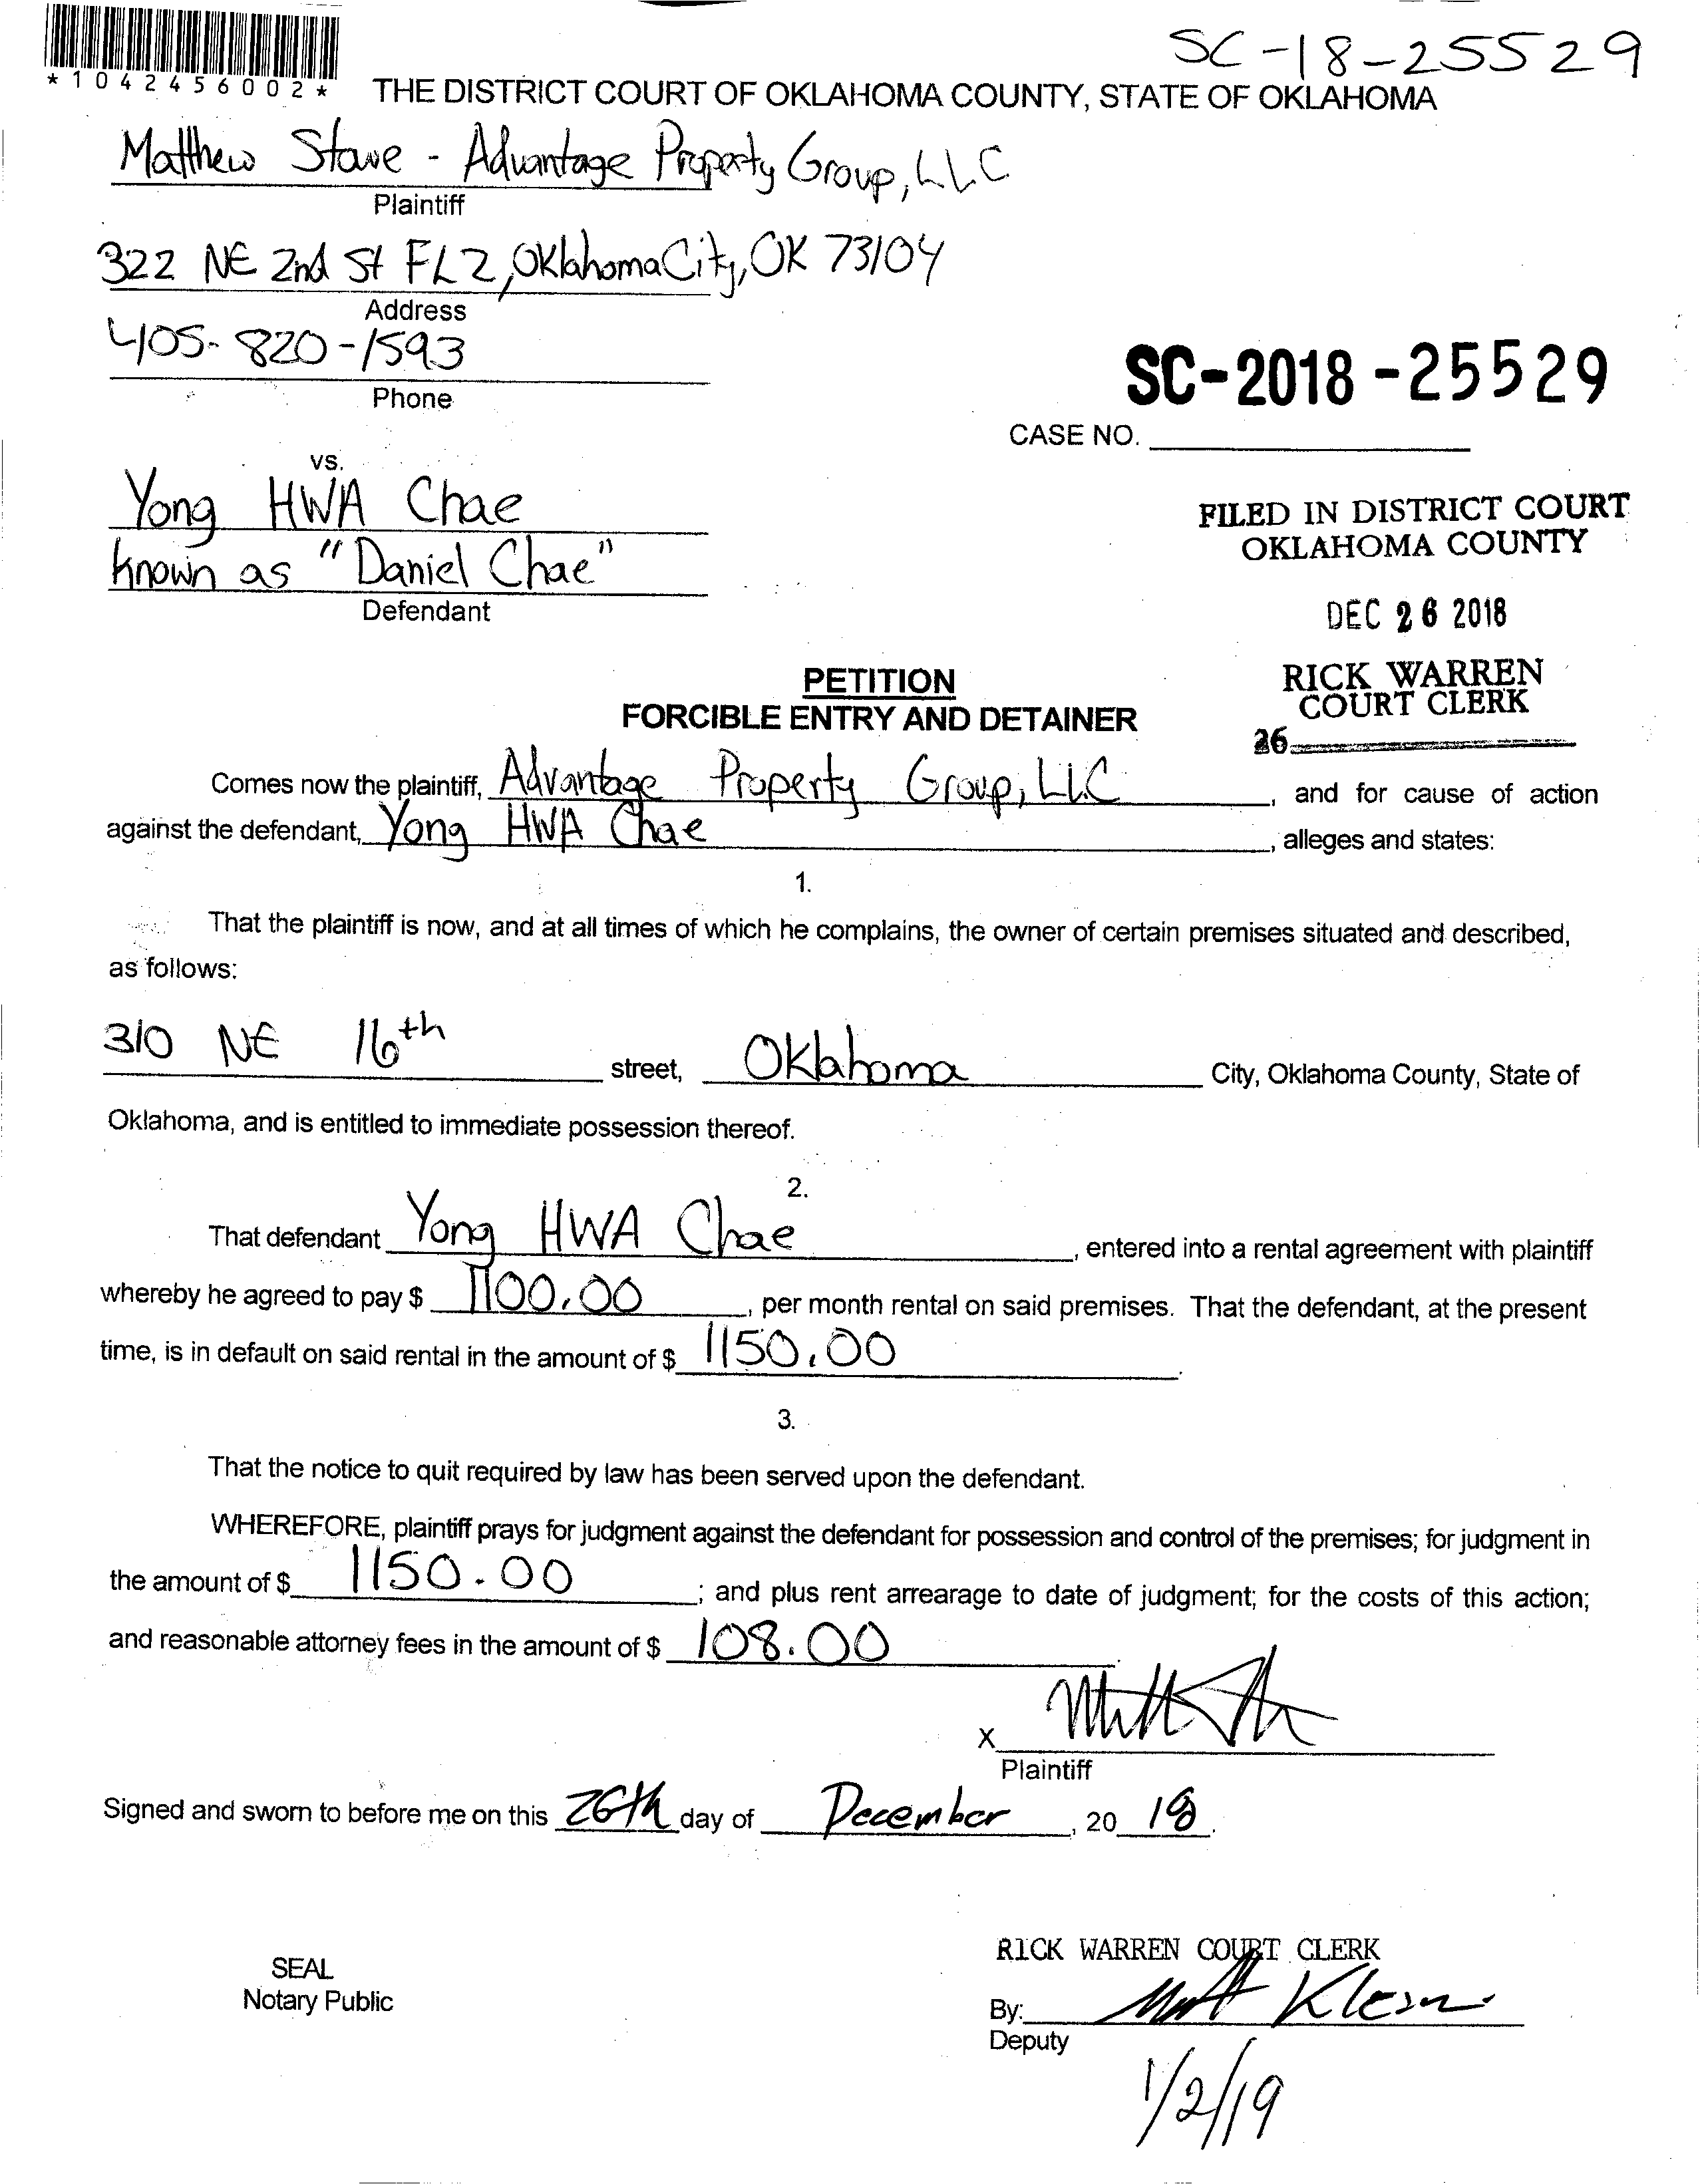 SC-18-25529
*1042456002*
THE DISTRICT COURT OF OKLAHOMA COUNTY, STATE OF OKLAHOMA
Matthew Stawe - Advantage Property Group, LLC
Plaintiff
322 NE 2nd St FL 2, Oklahoma City, OK 73104
Address
405-820-1593
Phone
SC-2018-25529
CASE NO.
vs.
Yong HWA Chae
known as "Daniel Chae"
Defendant
FILED IN DISTRICT COURT
OKLAHOMA COUNTY
DEC 26 2018
RICK WARREN
COURT CLERK
36
PETITION
FORCIBLE ENTRY AND DETAINER
Comes now the plaintiff, Advantage Property Group, LLC, and for cause of action
against the defendant, Yong HWA Chae, alleges and states:
1.
That the plaintiff is now, and at all times of which he complains, the owner of certain premises situated and described,
as follows:
310 NE 16th street, Oklahoma City, Oklahoma County, State of
Oklahoma, and is entitled to immediate possession thereof.
2.
That defendant Yong HWA Chae, entered into a rental agreement with plaintiff
whereby he agreed to pay $ 1100.00, per month rental on said premises. That the defendant, at the present
time, is in default on said rental in the amount of $ 1150.00.
3.
That the notice to quit required by law has been served upon the defendant.
WHEREFORE, plaintiff prays for judgment against the defendant for possession and control of the premises; for judgment in
the amount of $ 1150.00; and plus rent arrearage to date of judgment; for the costs of this action;
and reasonable attorney fees in the amount of $ 108.00.
X
Plaintiff
Signed and sworn to before me on this 26th day of December, 2018.
SEAL
Notary Public
RICK WARREN COURT CLERK
By: Matt
Deputy
1/2/19